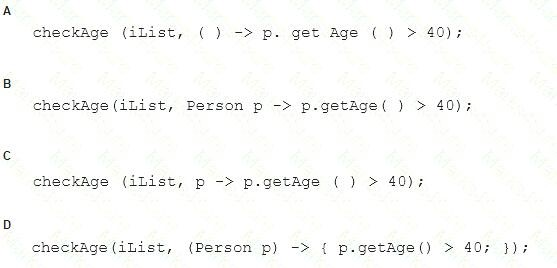 A
checkAge (iList, ( ) -> p. get Age ( ) > 40);
B
checkAge(iList, Person p -> p.getAge( ) > 40);
C
checkAge (iList, p -> p.getAge ( ) > 40);
D
checkAge(iList, (Person p) -> { p.getAge() > 40; });